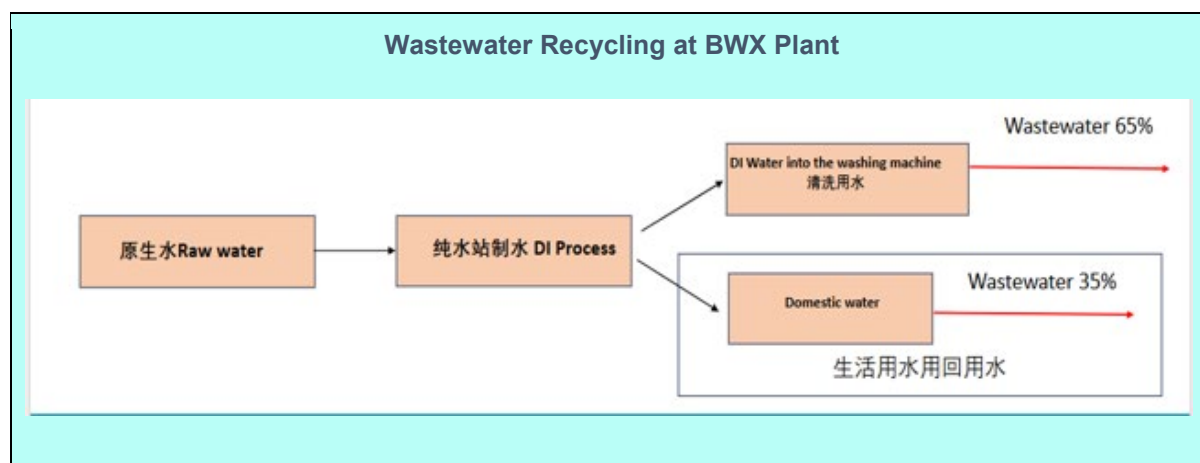 Wastewater Recycling at BWX Plant
Wastewater 65%
DI Water into the washing machine
清洗用水
原生水Raw water
纯水站制水 DI Process
Wastewater 35%
Domestic water
生活用水用回用水